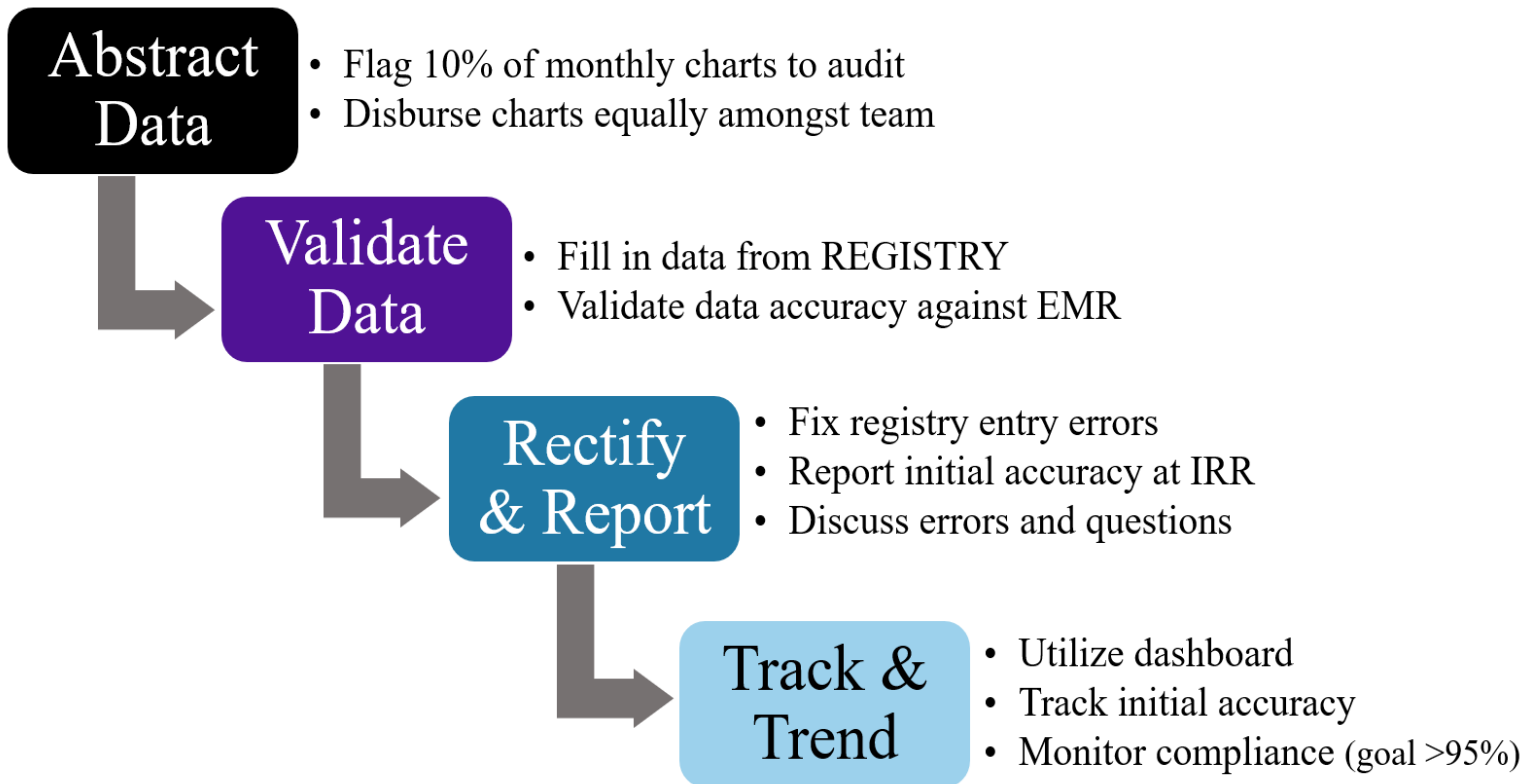 Abstract
Data
• Flag 10% of monthly charts to audit
• Disburse charts equally amongst team
Validate
Data
• Fill in data from REGISTRY
• Validate data accuracy against EMR
Rectify
& Report
• Fix registry entry errors
• Report initial accuracy at IRR
• Discuss errors and questions
Track &
Trend
• Utilize dashboard
• Track initial accuracy
• Monitor compliance (goal >95%)